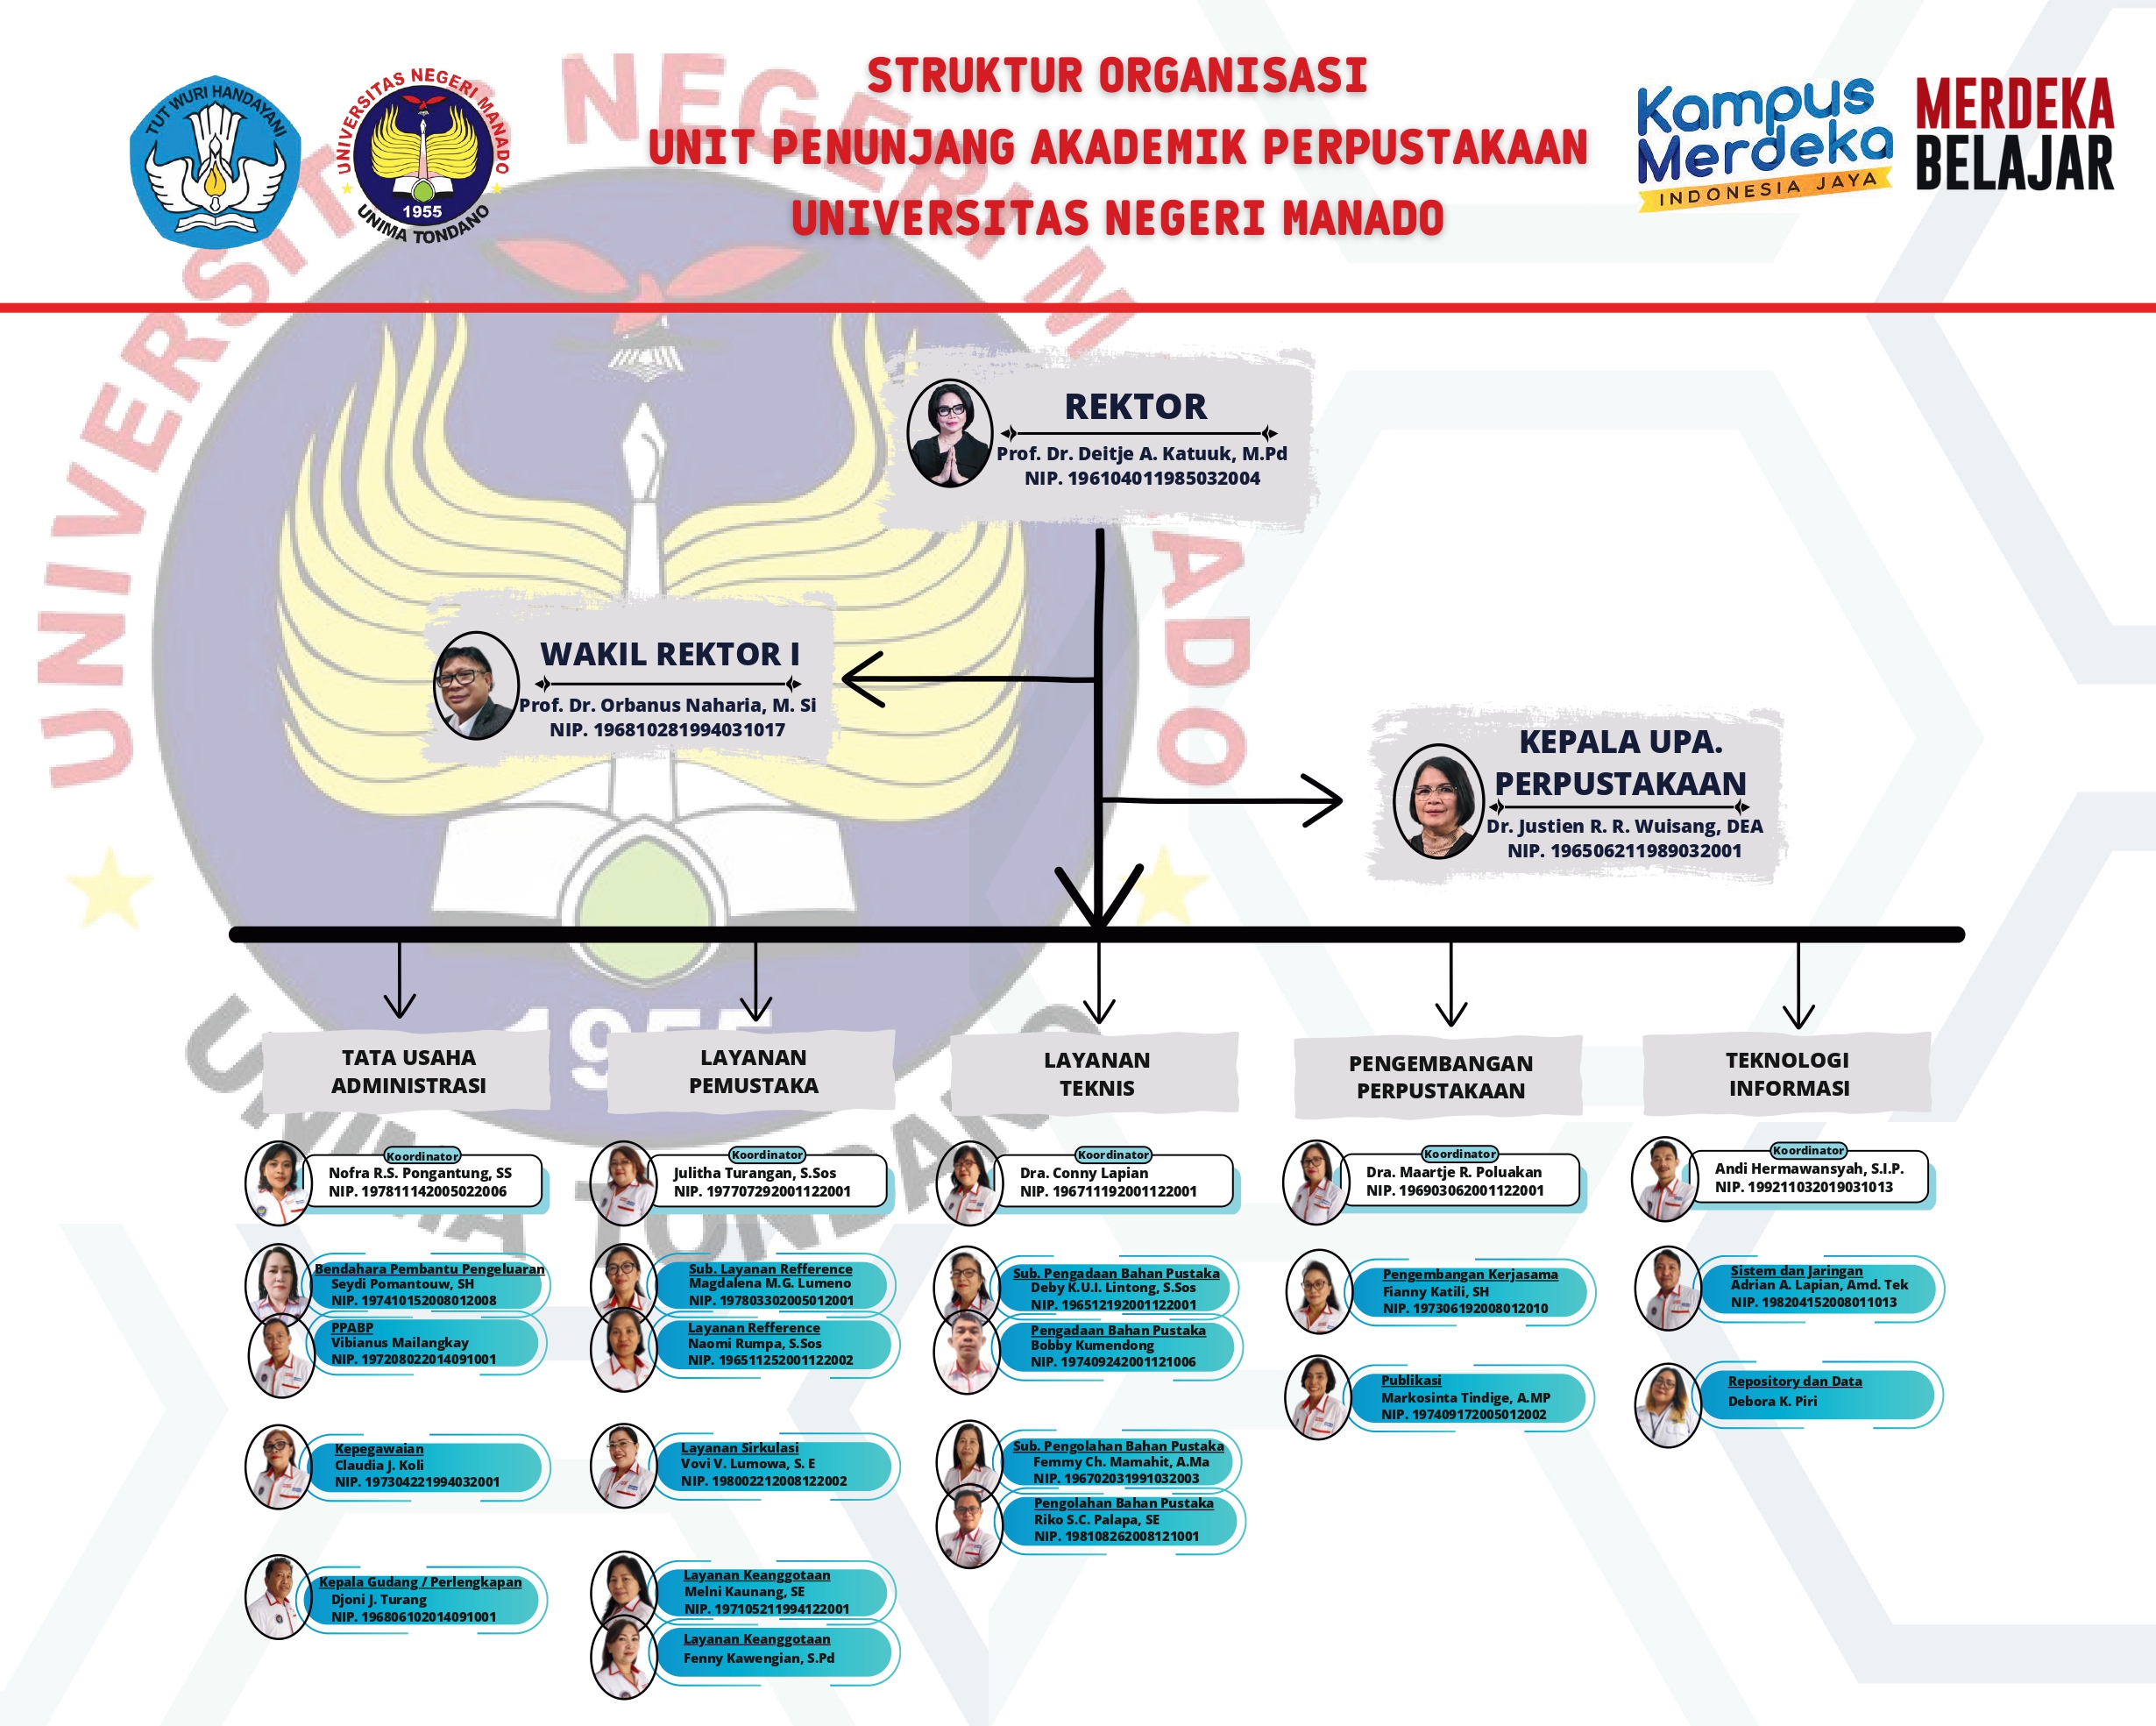 TUT WURI HANDAYANI
UNIVERSITAS NEGERI MANADO
1955
UNIMA TONDANO
STRUKTUR ORGANISASI
UNIT PENUNJANG AKADEMIK PERPUSTAKAAN
UNIVERSITAS NEGERI MANADO
Kampus
Merdeka
INDONESIA JAYA
MERDEKA
BELAJAR
UNIVERSITAS NEGERI MANADO
1955
UNIMA TONDANO
REKTOR
Prof. Dr. Deitje A. Katuuk, M.Pd
NIP. 196104011985032004
WAKIL REKTOR I
Prof. Dr. Orbanus Naharia, M. Si
NIP. 196810281994031017
KEPALA UPA.
PERPUSTAKAAN
Dr. Justien R. R. Wuisang, DEA
NIP. 196506211989032001
TATA USAHA
ADMINISTRASI
Koordinator
Nofra R.S. Pongantung, SS
NIP. 197811142005022006
Bendahara Pembantu Pengeluaran
Seydi Pomantouw, SH
NIP. 197410152008012008
PPABP
Vibianus Mailangkay
NIP. 197208022014091001
Kepegawaian
Claudia J. Koli
NIP. 197304221994032001
Kepala Gudang / Perlengkapan
Djoni J. Turang
NIP. 196806102014091001
LAYANAN
PEMUSTAKA
Koordinator
Julitha Turangan, S.Sos
NIP. 197707292001122001
Sub. Layanan Refference
Magdalena M.G. Lumeno
NIP. 197803302005012001
Layanan Refference
Naomi Rumpa, S.Sos
NIP. 196511252001122002
Layanan Sirkulasi
Vovi V. Lumowa, S. E
NIP. 198002212008122002
Layanan Keanggotaan
Melni Kaunang, SE
NIP. 197105211994122001
Layanan Keanggotaan
Fenny Kawengian, S.Pd
LAYANAN
TEKNIS
Koordinator
Dra. Conny Lapian
NIP. 196711192001122001
Sub. Pengadaan Bahan Pustaka
Deby K.U.I. Lintong, S.Sos
NIP. 196512192001122001
Pengadaan Bahan Pustaka
Bobby Kumendong
NIP. 197409242001121006
Sub. Pengolahan Bahan Pustaka
Femmy Ch. Mamahit, A.Ma
NIP. 196702031991032003
Pengolahan Bahan Pustaka
Riko S.C. Palapa, SE
NIP. 198108262008121001
PENGEMBANGAN
PERPUSTAKAAN
Koordinator
Dra. Maartje R. Poluakan
NIP. 196903062001122001
Pengembangan Kerjasama
Fianny Katili, SH
NIP. 197306192008012010
Publikasi
Markosinta Tindige, A.MP
NIP. 197409172005012002
TEKNOLOGI
INFORMASI
Koordinator
Andi Hermawansyah, S.I.P.
NIP. 199211032019031013
Sistem dan Jaringan
Adrian A. Lapian, Amd. Tek
NIP. 198204152008011013
Repository dan Data
Debora K. Piri